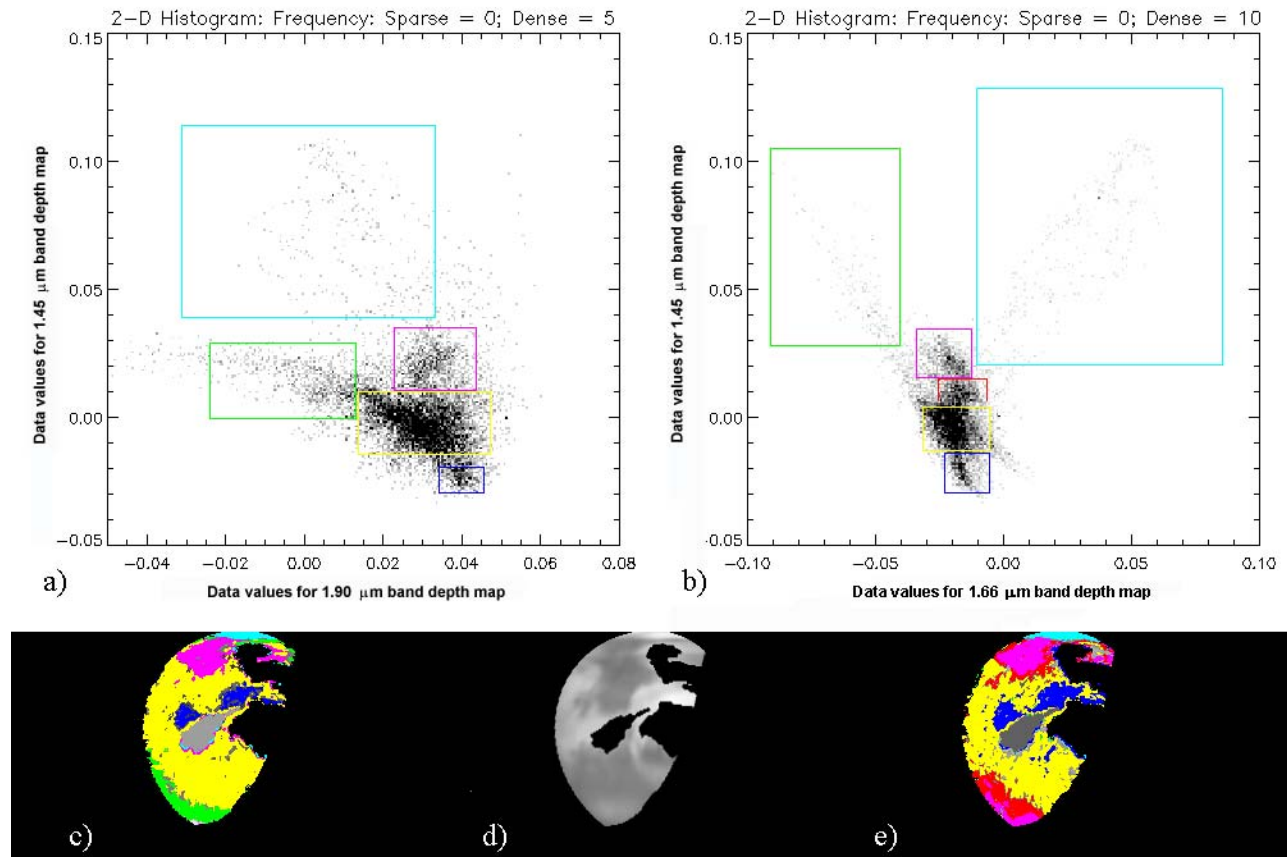 2-D Histogram: Frequency: Sparse = 0; Dense = 5
0.15
0.10
0.05
0.00
-0.05
Data values for 1.45 µm band depth map
-0.04 -0.02 0.00 0.02 0.04 0.06 0.08
a)
Data values for 1.90 µm band depth map
2-D Histogram: Frequency: Sparse = 0; Dense = 10
0.15
0.10
0.05
0.00
-0.05
Data values for 1.45 µm band depth map
-0.10 -0.05 0.00 0.05 0.10
b)
Data values for 1.66 µm band depth map
c)
d)
e)